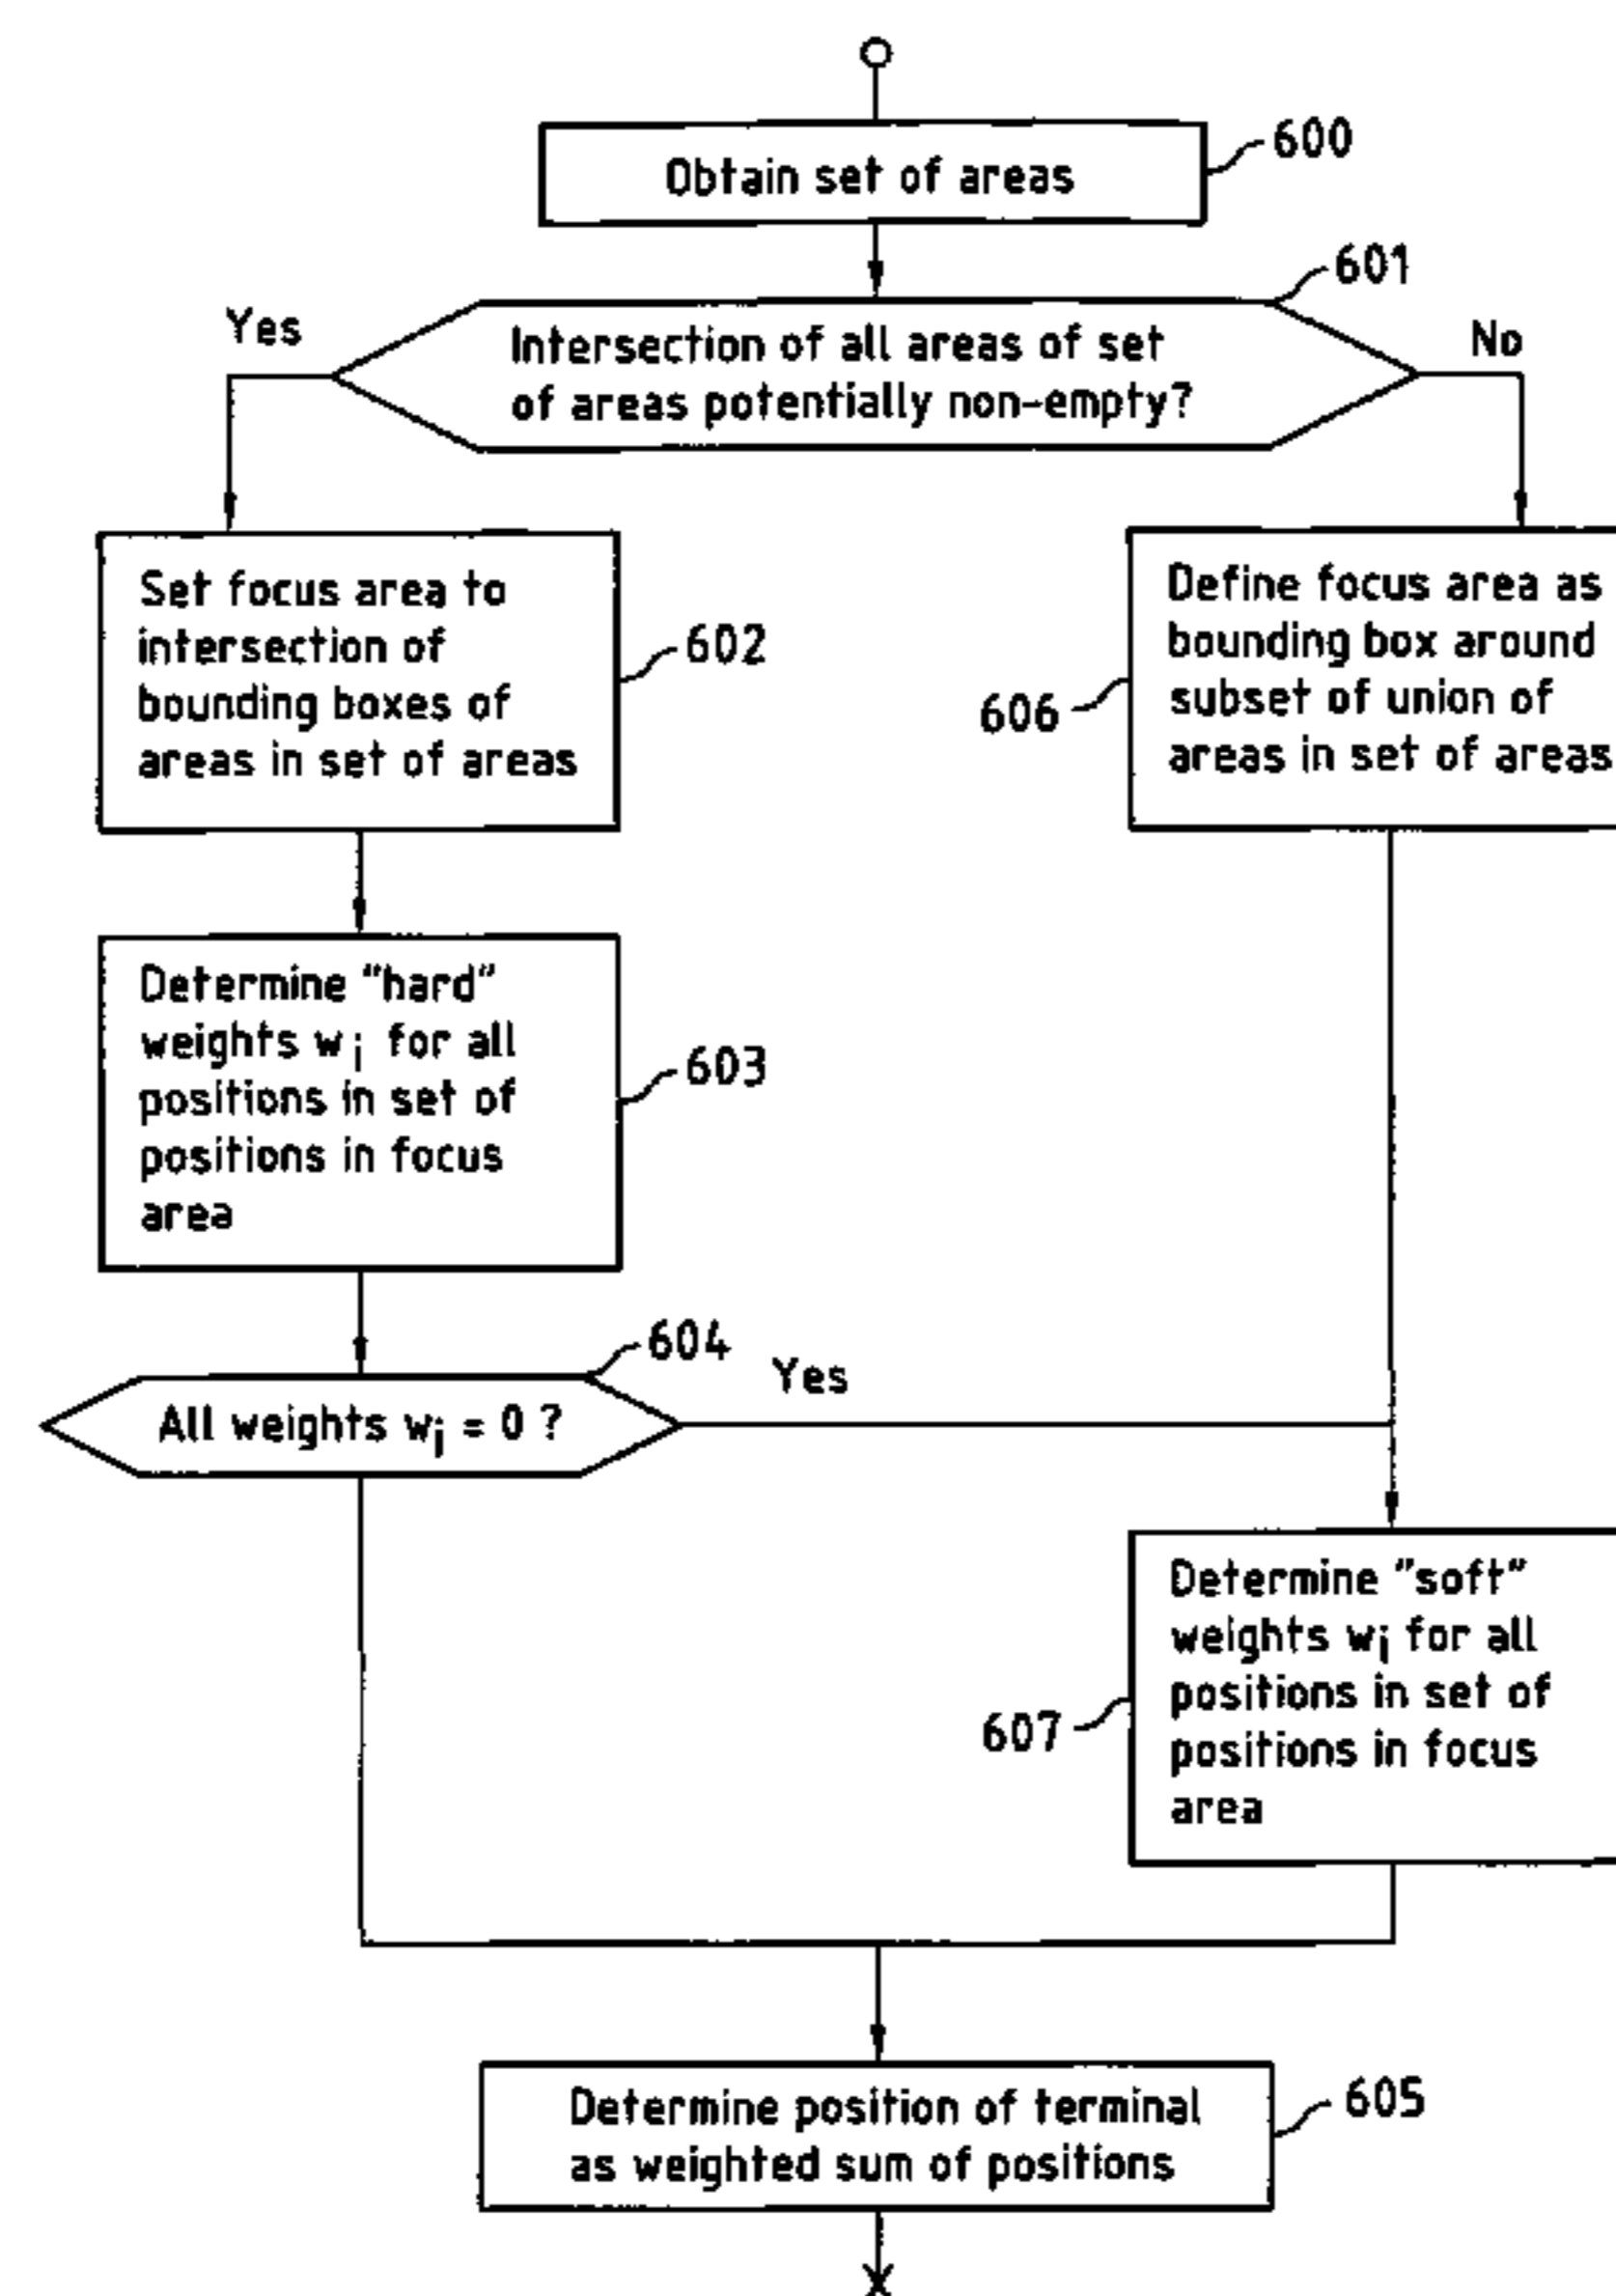 Obtain set of areas
600
601
Yes
Intersection of all areas of set
of areas potentially non-empty?
No
Set focus area to
intersection of
bounding boxes of
areas in set of areas
602
Define focus area as
bounding box around
subset of union of
areas in set of areas
606
Determine "hard"
weights wi for all
positions in set of
positions in focus
area
603
604
Yes
All weights wi = 0 ?
Determine "soft"
weights wi for all
positions in set of
positions in focus
area
607
Determine position of terminal
as weighted sum of positions
605